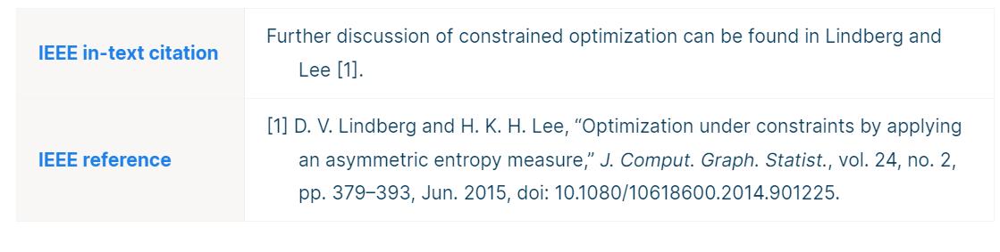 IEEE in-text citation
Further discussion of constrained optimization can be found in Lindberg and
Lee [1].
IEEE reference
[1] D. V. Lindberg and H. K. H. Lee, “Optimization under constraints by applying
an asymmetric entropy measure,” J. Comput. Graph. Statist., vol. 24, no. 2,
pp. 379–393, Jun. 2015, doi: 10.1080/10618600.2014.901225.